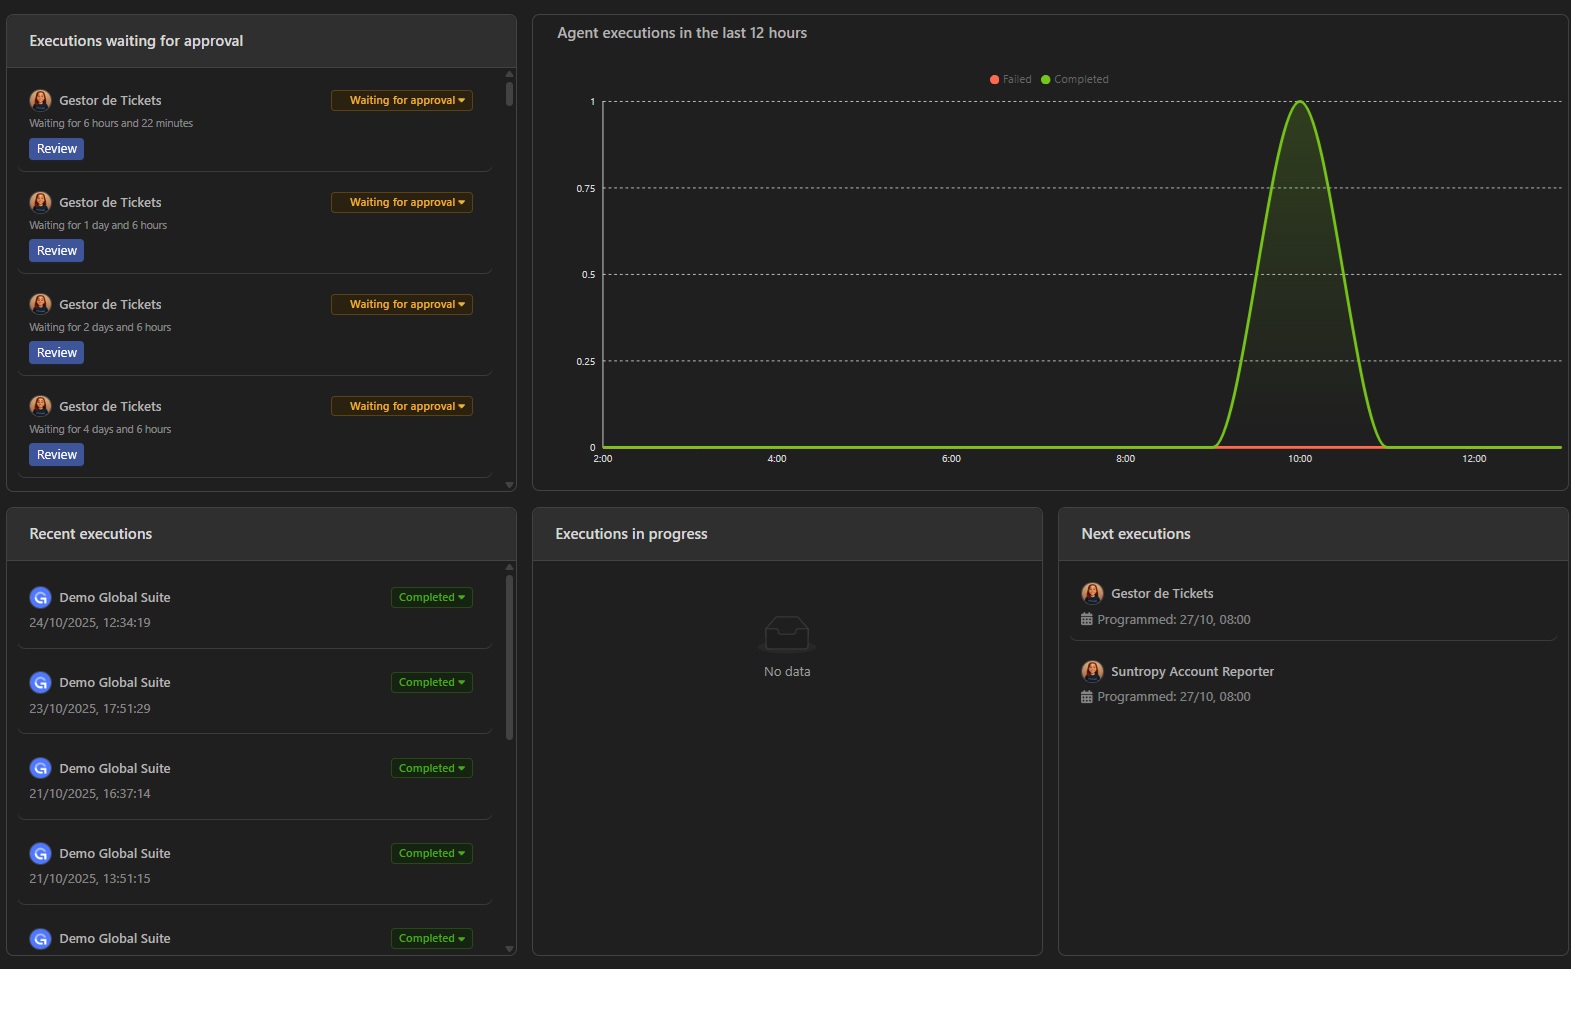 Executions waiting for approval
Gestor de Tickets
Waiting for approval
Waiting for 6 hours and 22 minutes
Review
Gestor de Tickets
Waiting for approval
Waiting for 1 day and 6 hours
Review
Gestor de Tickets
Waiting for approval
Waiting for 2 days and 6 hours
Review
Gestor de Tickets
Waiting for approval
Waiting for 4 days and 6 hours
Review
Agent executions in the last 12 hours
Failed Completed
1
0.75
0.5
0.25
0
2:00 4:00 6:00 8:00 10:00 12:00
Recent executions
Demo Global Suite
Completed
24/10/2025, 12:34:19
Demo Global Suite
Completed
23/10/2025, 17:51:29
Demo Global Suite
Completed
21/10/2025, 16:37:14
Demo Global Suite
Completed
21/10/2025, 13:51:15
Demo Global Suite
Completed
Executions in progress
No data
Next executions
Gestor de Tickets
Programmed: 27/10, 08:00
Suntropy Account Reporter
Programmed: 27/10, 08:00